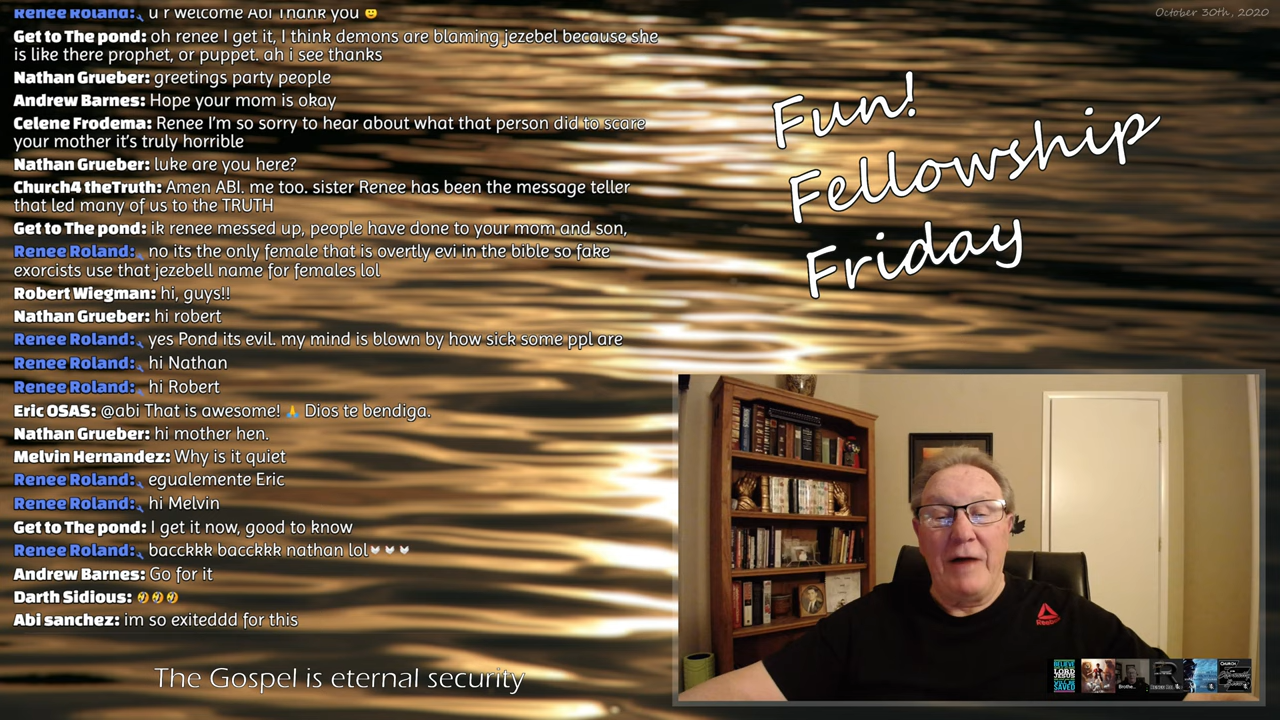 Renee Roland: u r welcome Abi Thank you 😇
Get to The pond: oh renee I get it, I think demons are blaming jezebel because she
is like there prophet, or puppet. ah i see thanks
Nathan Grueber: greetings party people
Andrew Barnes: Hope your mom is okay
Celene Frodema: Renee I'm so sorry to hear about what that person did to scare
your mother it's truly horrible
Nathan Grueber: luke are you here?
Church4 theTruth: Amen ABI. me too. sister Renee has been the message teller
that led many of us to the TRUTH
Get to The pond: ik renee messed up, people have done to your mom and son,
Renee Roland: no its the only female that is overtly evi in the bible so fake
exorcists use that jezebell name for females lol
Robert Wiegman: hi, guys!!
Nathan Grueber: hi robert
Renee Roland: yes Pond its evil. my mind is blown by how sick some ppl are
Renee Roland: hi Nathan
Renee Roland: hi Robert
Eric OSAS: @abi That is awesome! 🙏 Dios te bendiga.
Nathan Grueber: hi mother hen.
Melvin Hernandez: Why is it quiet
Renee Roland: egualemente Eric
Renee Roland: hi Melvin
Get to The pond: I get it now, good to know
Renee Roland: bacckkk bacckkk nathan lol
Andrew Barnes: Go for it
Darth Sidious: 🤣🤣🤣
Abi sanchez: im so exiteddd for this
The Gospel is eternal security
October 30th, 2020
Fun!
Fellowship
Friday
Reebok
BELIEVE
LORD
JESUS
SAVED
Brothe...
CHURCH